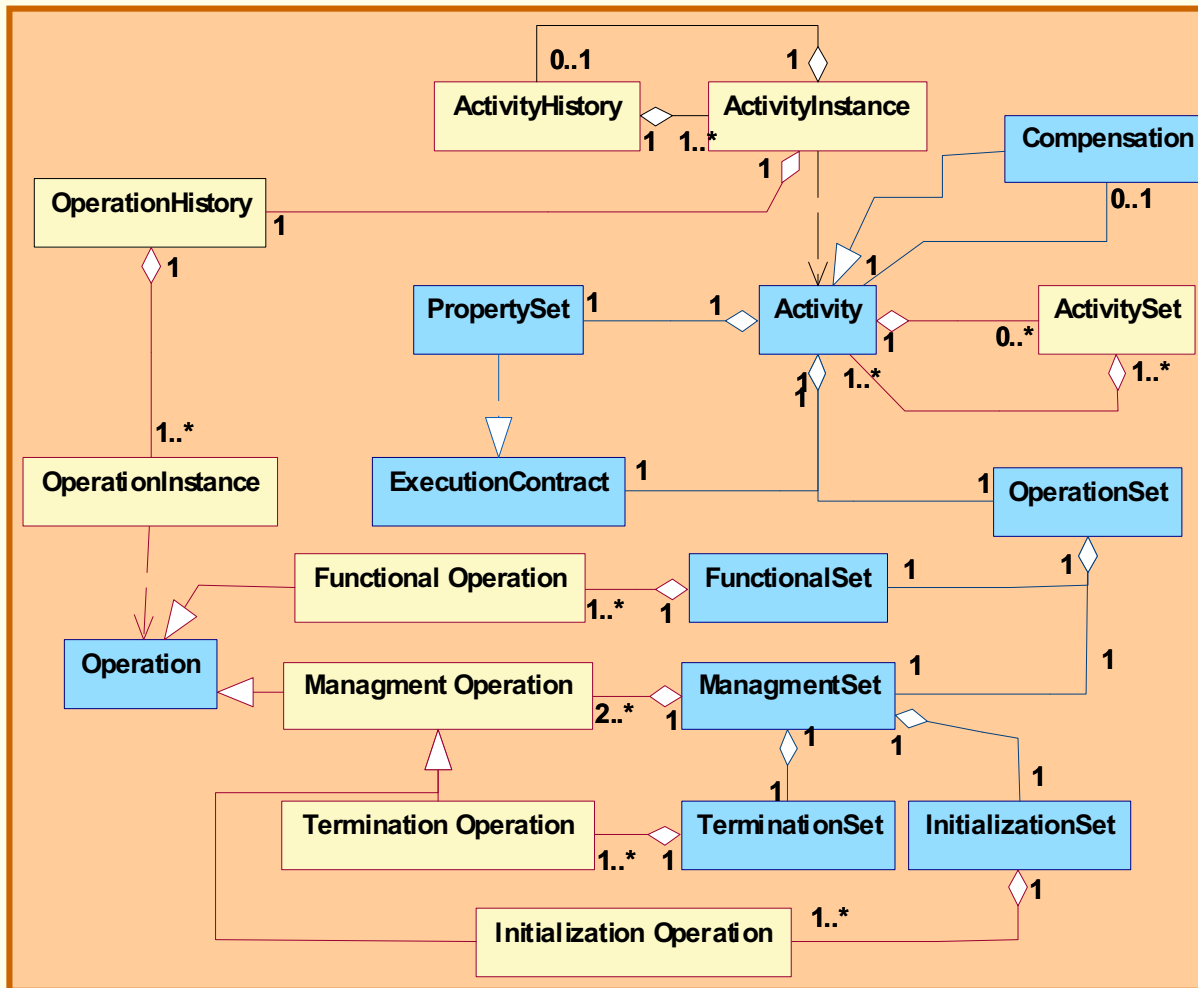 0..1
1
ActivityHistory
ActivityInstance
1
1..*
1
Compensation
0..1
OperationHistory
1
1
1
PropertySet
1
1
Activity
1
0..*
ActivitySet
1
1
1..*
1..*
1..*
OperationInstance
ExecutionContract
1
1
OperationSet
1
Functional Operation
1..*
1
FunctionalSet
1
Operation
Managment Operation
2..*
1
ManagmentSet
1
1
1
1
1
1
Termination Operation
1..*
1
TerminationSet
InitializationSet
1
Initialization Operation
1..*